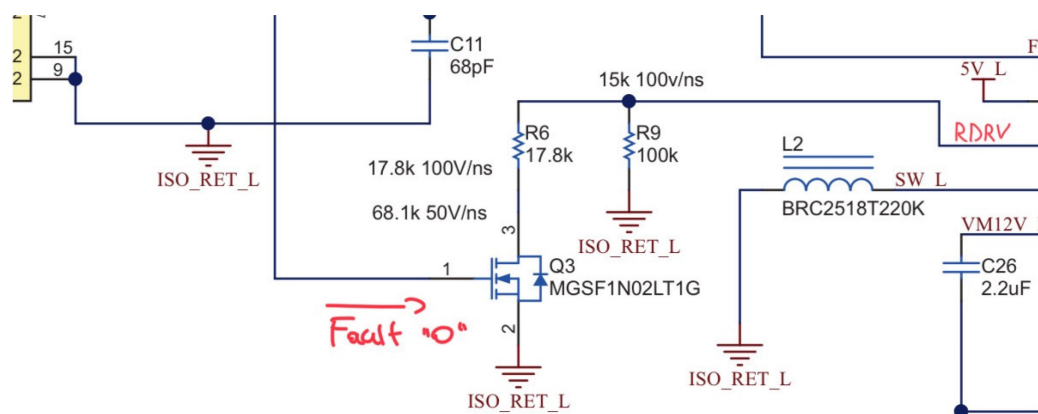 2
15
2
9
2
C11
68pF
ISO_RET_L
15k 100v/ns
R6
17.8k
R9
100k
17.8k 100V/ns
68.1k 50V/ns
ISO_RET_L
3
1
Q3
MGSF1N02LT1G
Fault "0"
2
ISO_RET_L
F
5V_L
RDRV
L2
SW_L
BRC2518T220K
VM12V
C26
2.2uF
ISO_RET_L